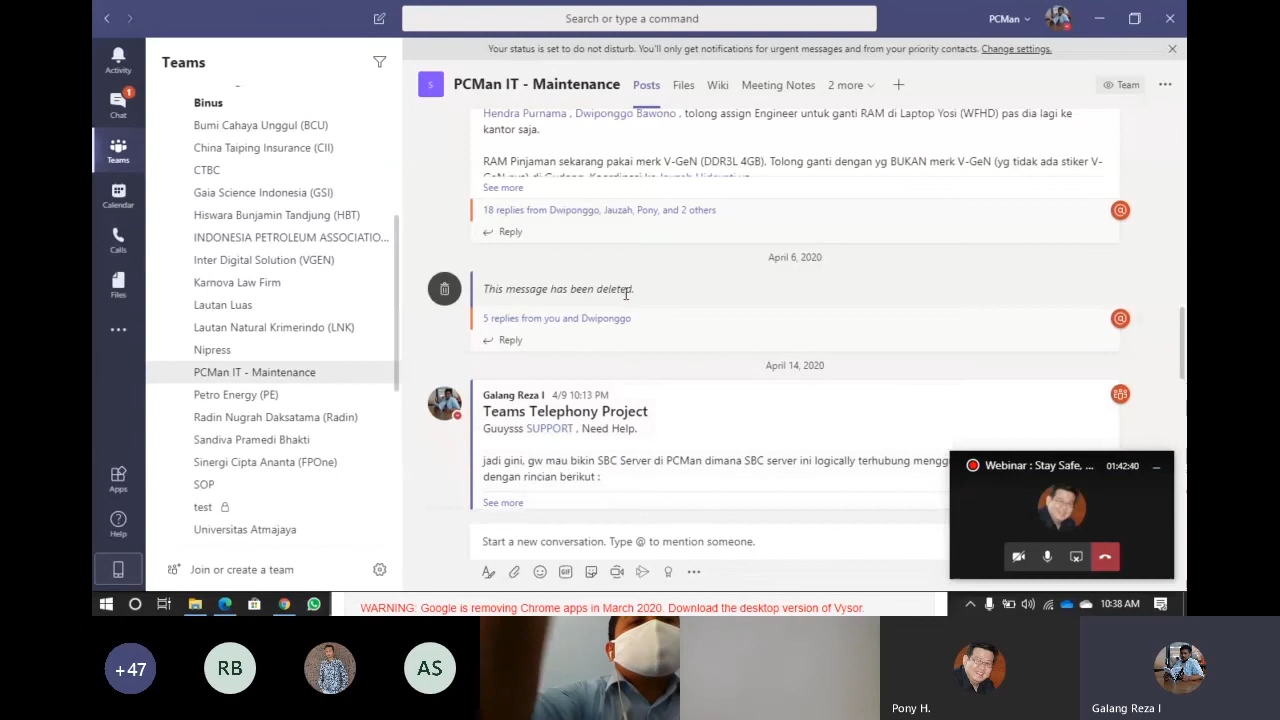 Search or type a command
PCMan
Your status is set to do not disturb. You'll only get notifications for urgent messages and from your priority contacts. Change settings.
Activity
Chat
1
Teams
Calendar
Calls
Files
Apps
Help
Teams
Binus
Bumi Cahaya Unggul (BCU)
China Taiping Insurance (CII)
CTBC
Gaia Science Indonesia (GSI)
Hiswara Bunjamin Tandjung (HBT)
INDONESIA PETROLEUM ASSOCIATIO...
Inter Digital Solution (VGEN)
Karnova Law Firm
Lautan Luas
Lautan Natural Krimerindo (LNK)
Nipress
PCMan IT - Maintenance
Petro Energy (PE)
Radin Nugrah Daksatama (Radin)
Sandiva Pramedi Bhakti
Sinergi Cipta Ananta (FPOne)
SOP
test
Universitas Atmajaya
Join or create a team
S
PCMan IT - Maintenance
Posts
Files
Wiki
Meeting Notes
2 more
Team
Hendra Purnama , Dwiponggo Bawono , tolong assign Engineer untuk ganti RAM di Laptop Yosi (WFHD) pas dia lagi ke
kantor saja.
RAM Pinjaman sekarang pakai merk V-GeN (DDR3L 4GB). Tolong ganti dengan yg BUKAN merk V-GeN (yg tidak ada stiker V-
See more
18 replies from Dwiponggo, Jauzah, Pony, and 2 others
Reply
April 6, 2020
This message has been deleted.
5 replies from you and Dwiponggo
Reply
April 14, 2020
Galang Reza I 4/9 10:13 PM
Teams Telephony Project
Guuysss SUPPORT , Need Help.
jadi gini, gw mau bikin SBC Server di PCMan dimana SBC server ini logically terhubung
dengan rincian berikut :
See more
Start a new conversation. Type @ to mention someone.
GIF
Webinar : Stay Safe, ...
01:42:40
WARNING: Google is removing Chrome apps in March 2020. Download the desktop version of Vysor.
10:38 AM
+47
RB
AS
Pony H.
Galang Reza I